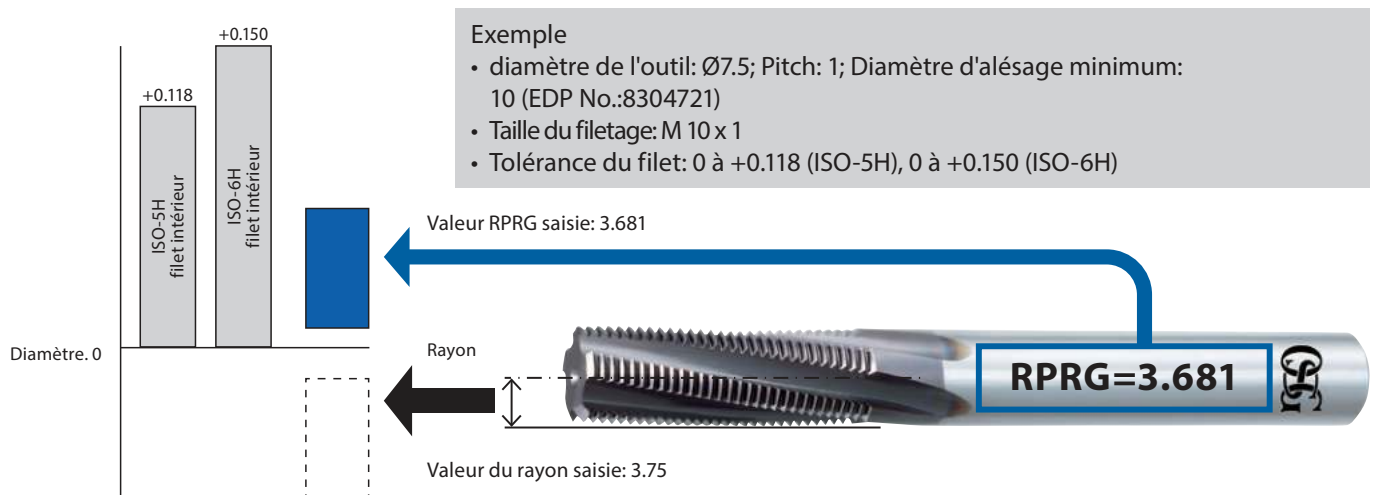 +0.150
+0.118
ISO-5H
filet intérieur
ISO-6H
filet intérieur
Diamètre. 0
Exemple
• diamètre de l'outil: Ø7.5; Pitch: 1; Diamètre d'alésage minimum:
10 (EDP No.:8304721)
• Taille du filetage: M 10 x 1
• Tolérance du filet: 0 à +0.118 (ISO-5H), 0 à +0.150 (ISO-6H)
Valeur RPRG saisie: 3.681
Rayon
RPRG=3.681
OSG
Valeur du rayon saisie: 3.75